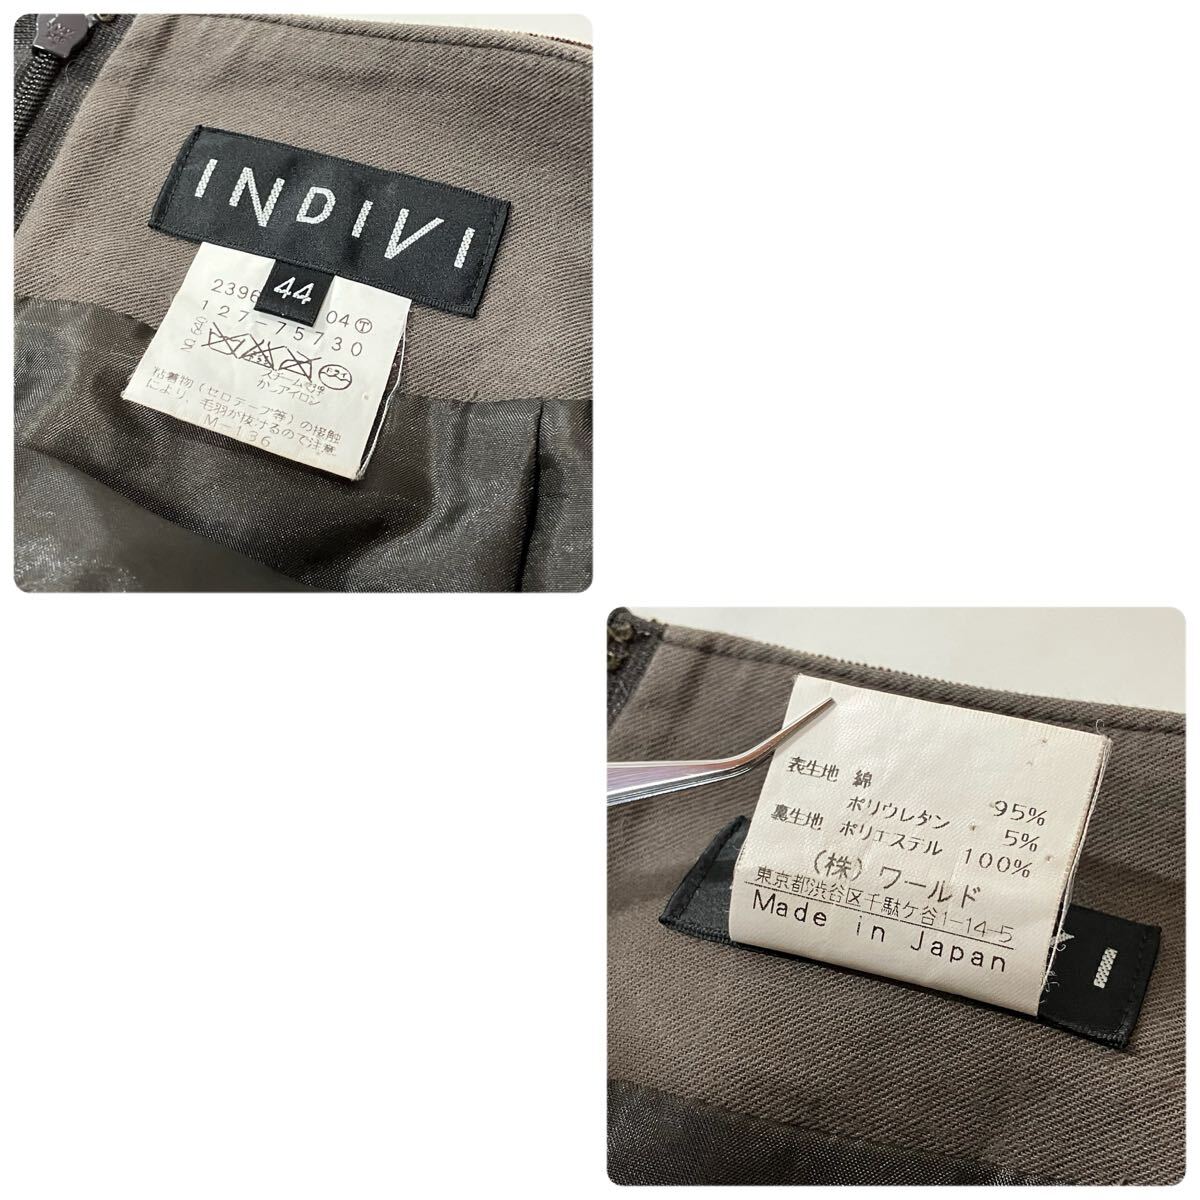 INDIVI
44
2396 04 Ⓣ
127-75730
NO 640
スチーム
アイロン
粘着物(セロテープ等)の接触
により、毛羽が抜けるので注意
M-136
表生地 綿 95%
ポリウレタン 5%
裏生地 ポリエステル 100%
(株) ワールド
東京都渋谷区千駄ケ谷1-14-5
Made in Japan